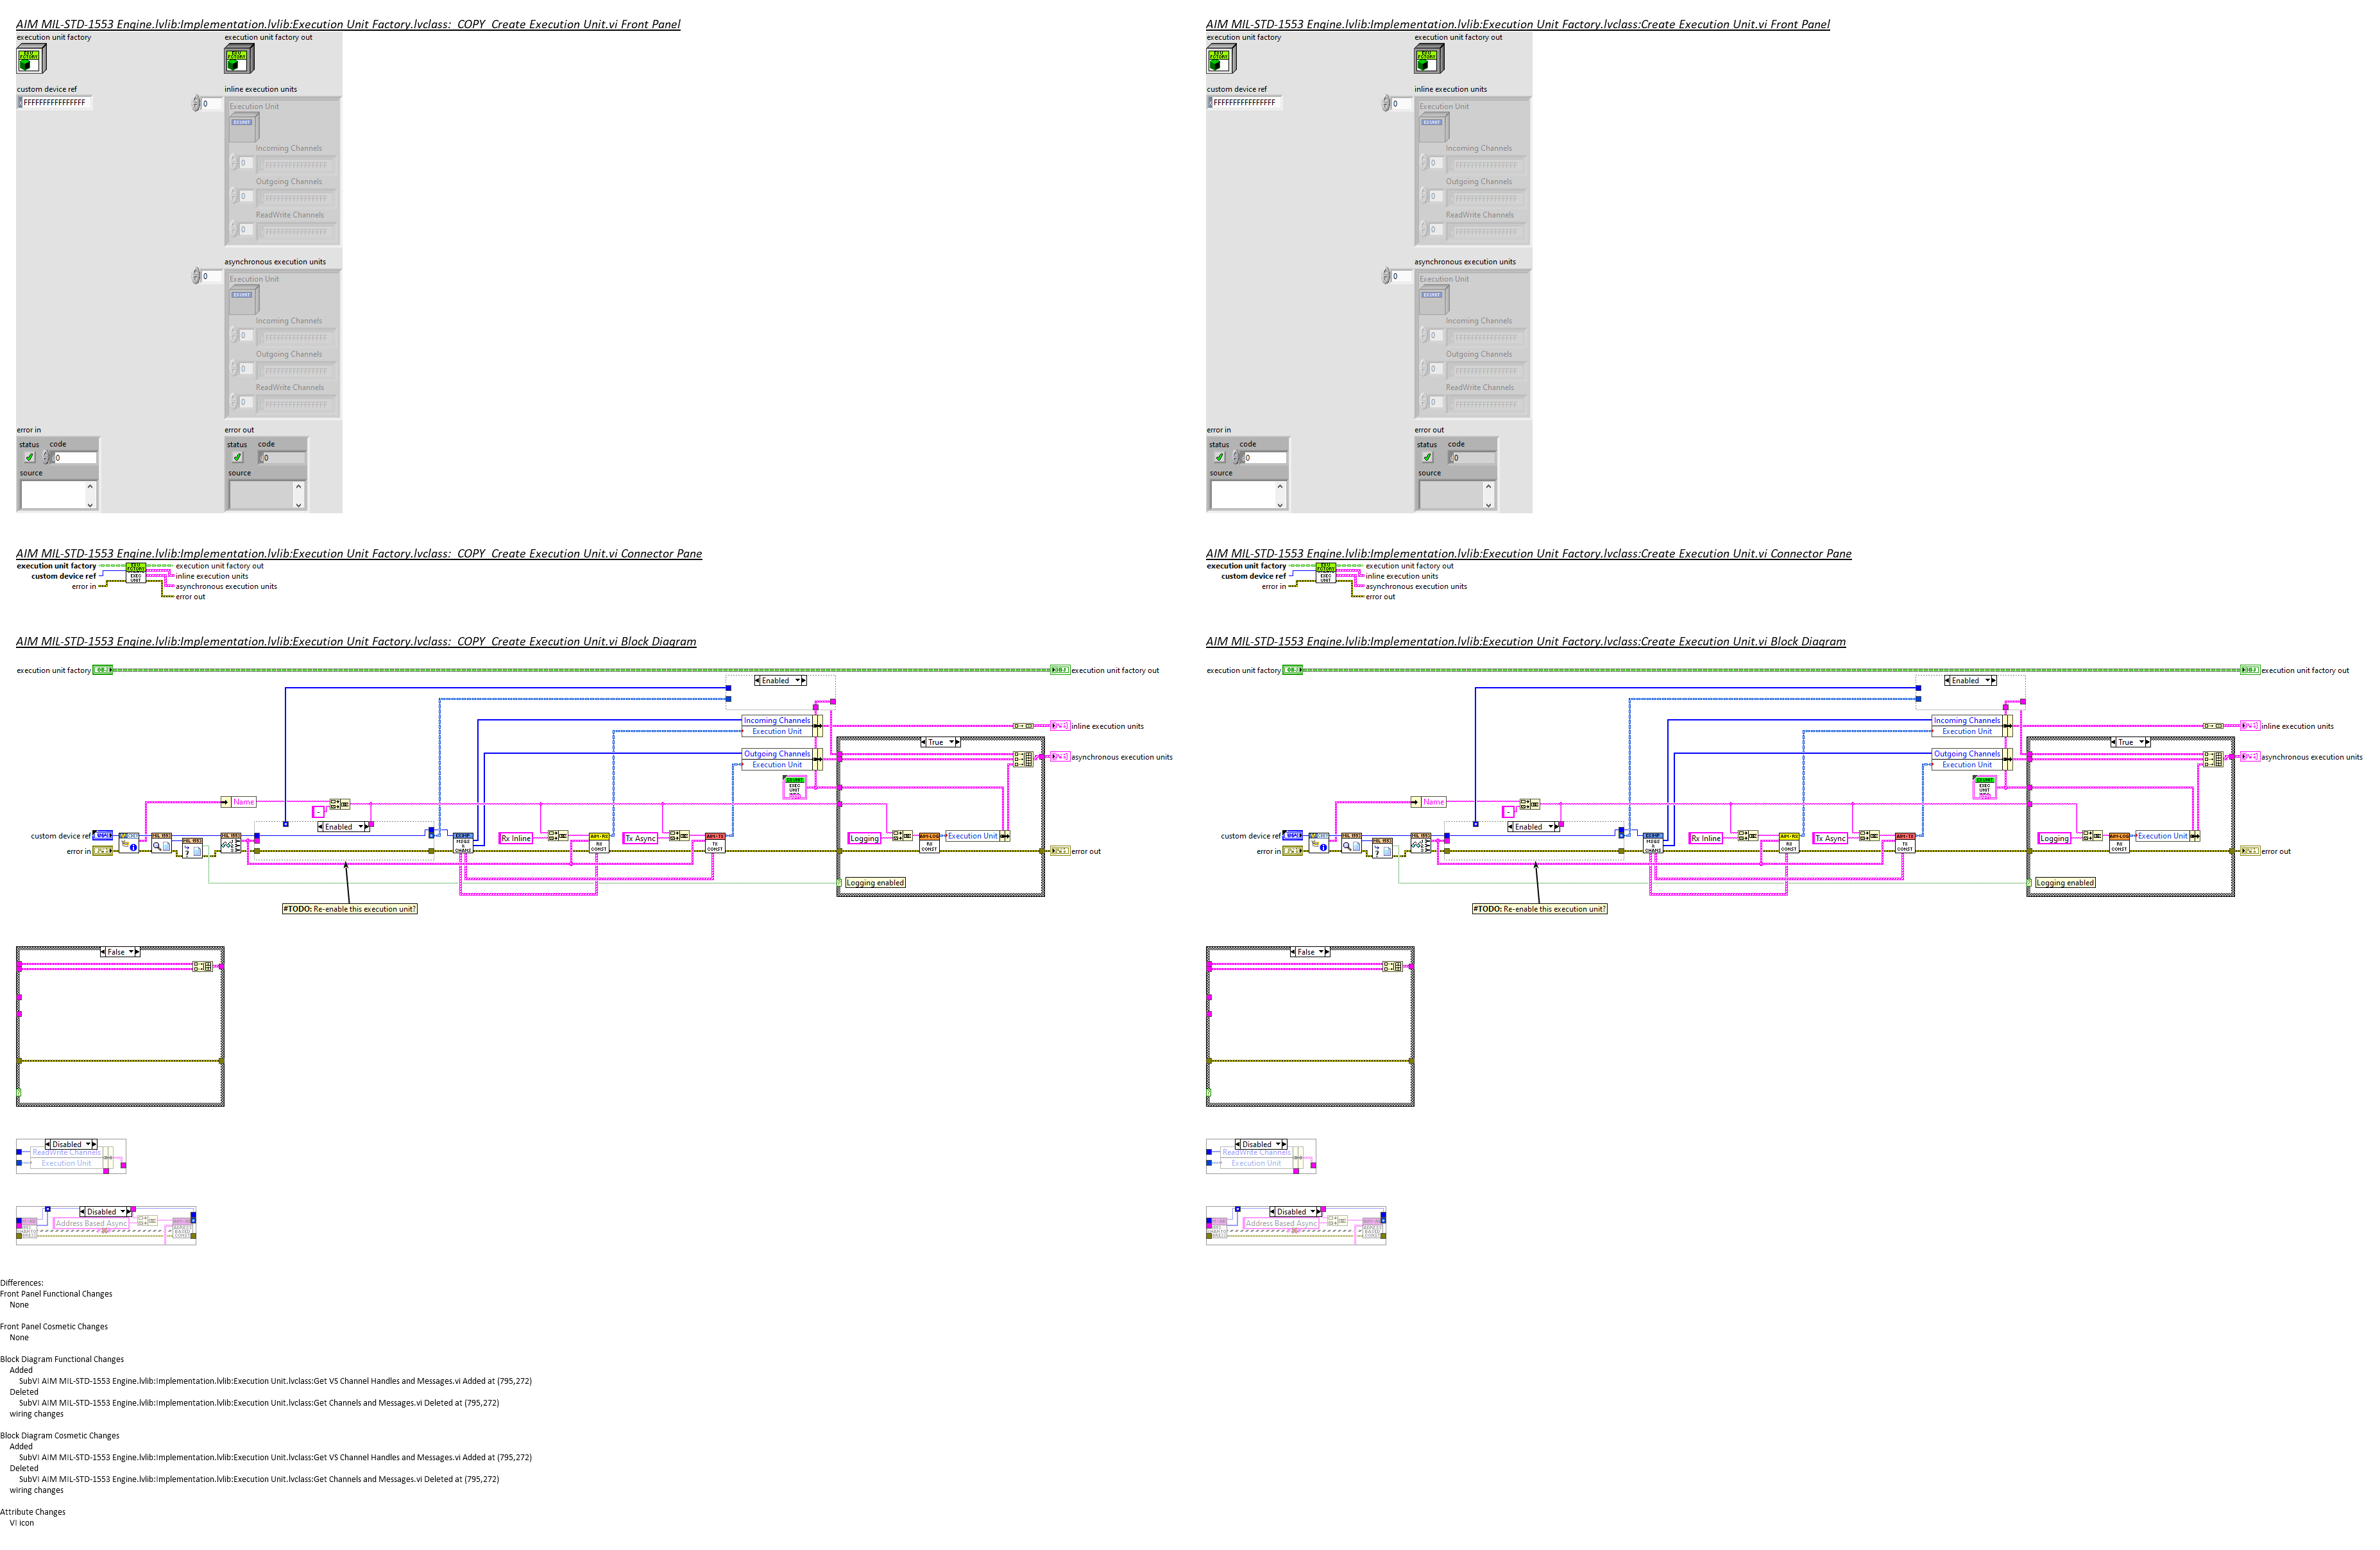 AIM MIL-STD-1553 Engine.lvlib:Implementation.lvlib:Execution Unit Factory.lvclass:_COPY_Create Execution Unit.vi Front Panel
execution unit factory
execution unit factory out
custom device ref
FFFFFFFFFFFFFFFF
inline execution units
0
Execution Unit
Incoming Channels
0
FFFFFFFFFFFFFFFF
Outgoing Channels
0
FFFFFFFFFFFFFFFF
ReadWrite Channels
0
FFFFFFFFFFFFFFFF
asynchronous execution units
0
Execution Unit
Incoming Channels
0
FFFFFFFFFFFFFFFF
Outgoing Channels
0
FFFFFFFFFFFFFFFF
ReadWrite Channels
0
FFFFFFFFFFFFFFFF
error in
status code
0
source
error out
status code
0
source
AIM MIL-STD-1553 Engine.lvlib:Implementation.lvlib:Execution Unit Factory.lvclass:Create Execution Unit.vi Front Panel
execution unit factory
execution unit factory out
custom device ref
FFFFFFFFFFFFFFFF
inline execution units
0
Execution Unit
Incoming Channels
0
FFFFFFFFFFFFFFFF
Outgoing Channels
0
FFFFFFFFFFFFFFFF
ReadWrite Channels
0
FFFFFFFFFFFFFFFF
asynchronous execution units
0
Execution Unit
Incoming Channels
0
FFFFFFFFFFFFFFFF
Outgoing Channels
0
FFFFFFFFFFFFFFFF
ReadWrite Channels
0
FFFFFFFFFFFFFFFF
error in
status code
0
source
error out
status code
0
source
AIM MIL-STD-1553 Engine.lvlib:Implementation.lvlib:Execution Unit Factory.lvclass:_COPY_Create Execution Unit.vi Connector Pane
execution unit factory
custom device ref
error in
EXEC
UNIT
execution unit factory out
inline execution units
asynchronous execution units
error out
AIM MIL-STD-1553 Engine.lvlib:Implementation.lvlib:Execution Unit Factory.lvclass:Create Execution Unit.vi Connector Pane
execution unit factory
custom device ref
error in
EXEC
UNIT
execution unit factory out
inline execution units
asynchronous execution units
error out
AIM MIL-STD-1553 Engine.lvlib:Implementation.lvlib:Execution Unit Factory.lvclass:_COPY_Create Execution Unit.vi Block Diagram
execution unit factory
execution unit factory out
Enabled
Incoming Channels
Execution Unit
inline execution units
True
Outgoing Channels
Execution Unit
asynchronous execution units
Name
Enabled
custom device ref
Rx Inline
Tx Async
Logging
Execution Unit
error in
error out
Logging enabled
#TODO: Re-enable this execution unit?
False
Disabled
ReadWrite Channels
Execution Unit
Disabled
Address Based Async
AIM MIL-STD-1553 Engine.lvlib:Implementation.lvlib:Execution Unit Factory.lvclass:Create Execution Unit.vi Block Diagram
execution unit factory
execution unit factory out
Enabled
Incoming Channels
Execution Unit
inline execution units
True
Outgoing Channels
Execution Unit
asynchronous execution units
Name
Enabled
custom device ref
Rx Inline
Tx Async
Logging
Execution Unit
error in
error out
Logging enabled
#TODO: Re-enable this execution unit?
False
Disabled
ReadWrite Channels
Execution Unit
Disabled
Address Based Async
Differences:
Front Panel Functional Changes
None
Front Panel Cosmetic Changes
None
Block Diagram Functional Changes
Added
SubVI AIM MIL-STD-1553 Engine.lvlib:Implementation.lvlib:Execution Unit.lvclass:Get VS Channel Handles and Messages.vi Added at (795,272)
Deleted
SubVI AIM MIL-STD-1553 Engine.lvlib:Implementation.lvlib:Execution Unit.lvclass:Get Channels and Messages.vi Deleted at (795,272)
wiring changes
Block Diagram Cosmetic Changes
Added
SubVI AIM MIL-STD-1553 Engine.lvlib:Implementation.lvlib:Execution Unit.lvclass:Get VS Channel Handles and Messages.vi Added at (795,272)
Deleted
SubVI AIM MIL-STD-1553 Engine.lvlib:Implementation.lvlib:Execution Unit.lvclass:Get Channels and Messages.vi Deleted at (795,272)
wiring changes
Attribute Changes
VI icon